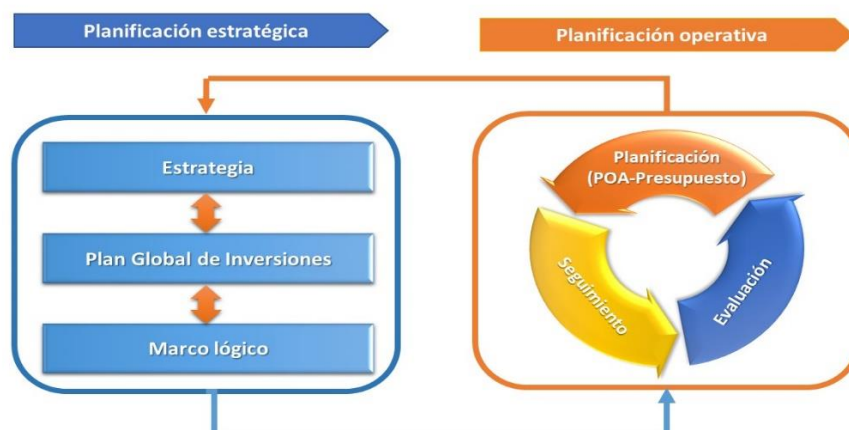 Planificación estratégica
Planificación operativa
Estrategia
Plan Global de Inversiones
Marco lógico
Planificación
(POA-Presupuesto)
Seguimiento
Evaluación